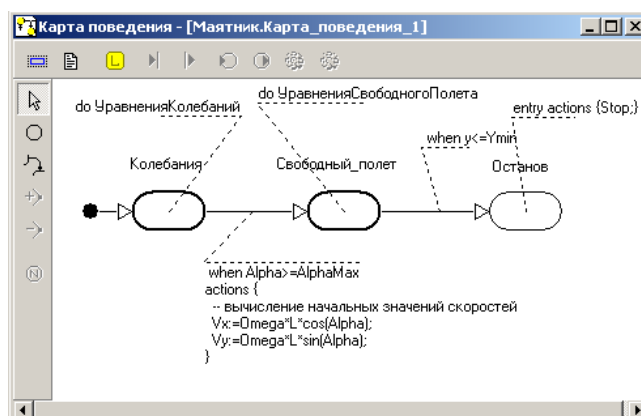 Карта поведения - [Маятник.Карта_поведения_1]
L
do УравненияКолебаний
do УравненияСвободногоПолета
entry actions {Stop;}
when y<=Ymin
Колебания
Свободный_полет
Останов
N
when Alpha>=AlphaMax
actions {
-- вычисление начальных значений скоростей
Vx:=Omega*L*cos(Alpha);
Vy:=Omega*L*sin(Alpha);
}